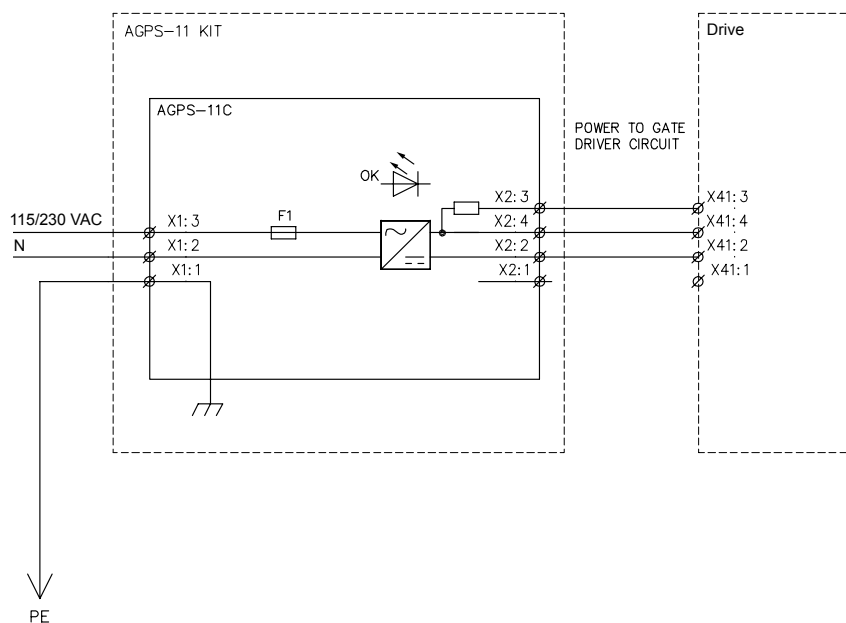 AGPS-11 KIT
Drive
AGPS-11C
POWER TO GATE
DRIVER CIRCUIT
OK
X2:3
X41:3
115/230 VAC
X1:3
F1
X2:4
X41:4
N
X1:2
X2:2
X41:2
X1:1
X2:1
X41:1
PE